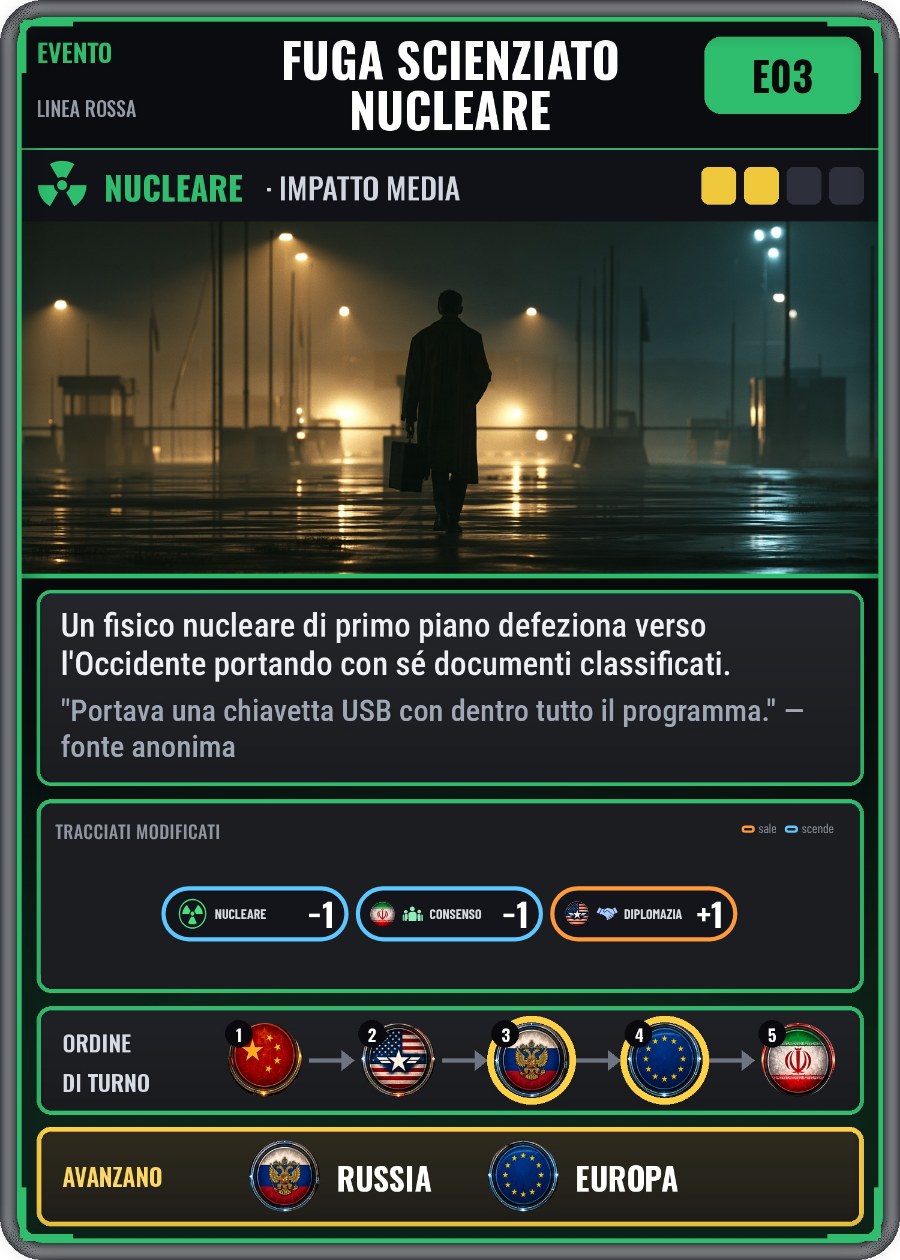 EVENTO
LINEA ROSSA
FUGA SCIENZIATO
NUCLEARE
E03
NUCLEARE · IMPATTO MEDIA
Un fisico nucleare di primo piano defeziona verso
l'Occidente portando con sé documenti classificati.
"Portava una chiavetta USB con dentro tutto il programma." —
fonte anonima
TRACCIATI MODIFICATI
sale scende
NUCLEARE -1 CONSENSO -1 DIPLOMAZIA +1
ORDINE
DI TURNO
1 2 3 4 5
AVANZANO RUSSIA EUROPA